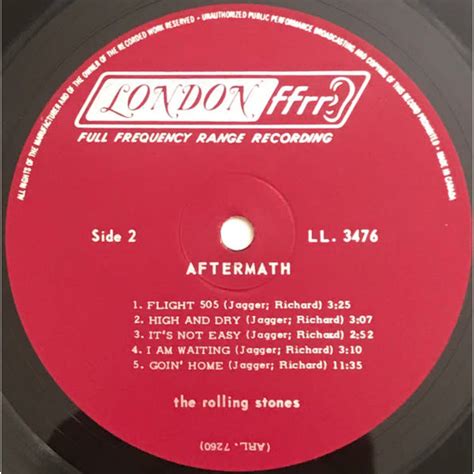 ALL RIGHTS OF THE MANUFACTURER AND OF THE OWNER OF THE RECORDED WORK RESERVED - UNAUTHORIZED PUBLIC PERFORMANCE BROADCASTING AND COPYING OF THIS RECORD PROHIBITED • MADE IN CANADA
LONDON ffrr
FULL FREQUENCY RANGE RECORDING
Side 2 LL. 3476
AFTERMATH
1. FLIGHT 505 (Jagger; Richard) 3:25
2. HIGH AND DRY (Jagger; Richard) 3:07
3. IT'S NOT EASY (Jagger; Richard) 2:52
4. I AM WAITING (Jagger; Richard) 3:10
5. GOIN' HOME (Jagger; Richard) 11:35
the rolling stones
(ARL. 7260)